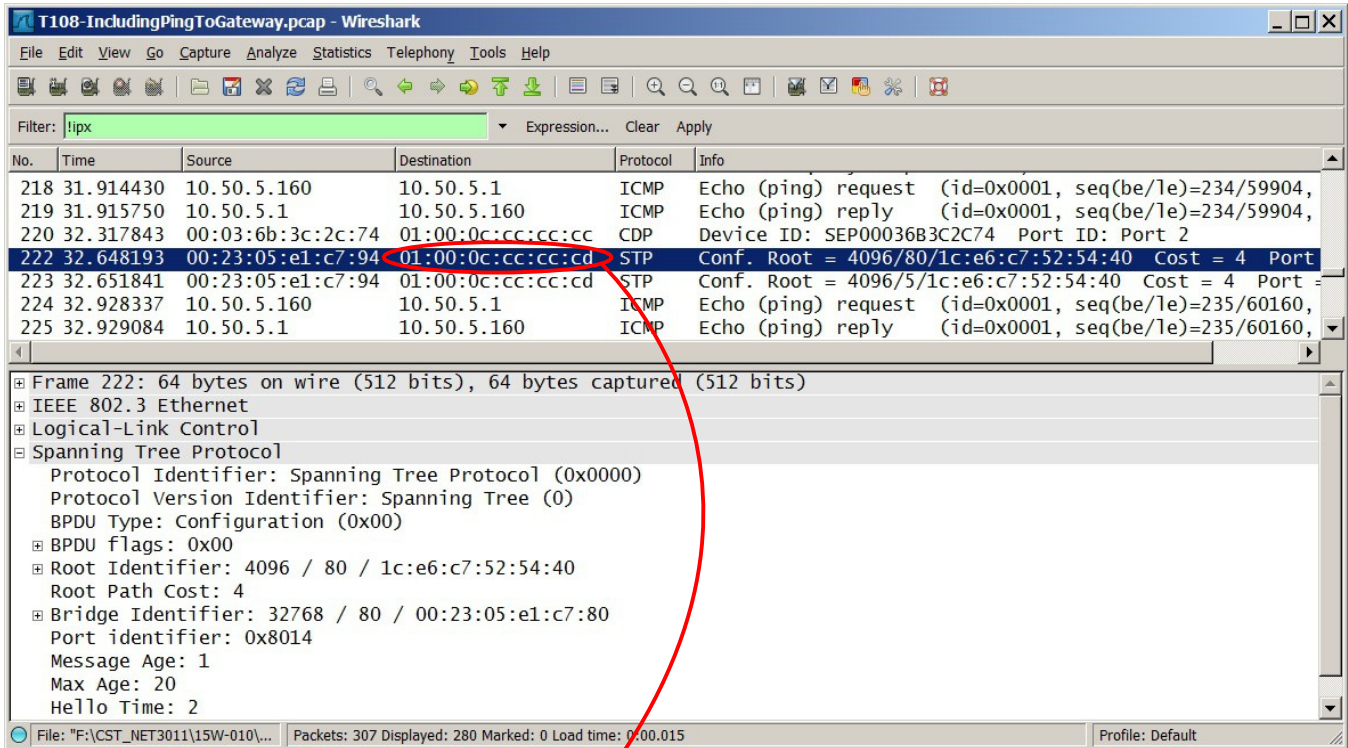 T108-IncludingPingToGateway.pcap - Wireshark
File Edit View Go Capture Analyze Statistics Telephony Tools Help
Filter: !ipx Expression... Clear Apply
No. Time Source Destination Protocol Info
218 31.914430 10.50.5.160 10.50.5.1 ICMP Echo (ping) request (id=0x0001, seq(be/le)=234/59904,
219 31.915750 10.50.5.1 10.50.5.160 ICMP Echo (ping) reply (id=0x0001, seq(be/le)=234/59904,
220 32.317843 00:03:6b:3c:2c:74 01:00:0c:cc:cc:cc CDP Device ID: SEP00036B3C2C74 Port ID: Port 2
222 32.648193 00:23:05:e1:c7:94 01:00:0c:cc:cc:cd STP Conf. Root = 4096/80/1c:e6:c7:52:54:40 Cost = 4 Port
223 32.651841 00:23:05:e1:c7:94 01:00:0c:cc:cc:cd STP Conf. Root = 4096/5/1c:e6:c7:52:54:40 Cost = 4 Port =
224 32.928337 10.50.5.160 10.50.5.1 ICMP Echo (ping) request (id=0x0001, seq(be/le)=235/60160,
225 32.929084 10.50.5.1 10.50.5.160 ICMP Echo (ping) reply (id=0x0001, seq(be/le)=235/60160,
Frame 222: 64 bytes on wire (512 bits), 64 bytes captured (512 bits)
IEEE 802.3 Ethernet
Logical-Link Control
Spanning Tree Protocol
Protocol Identifier: Spanning Tree Protocol (0x0000)
Protocol Version Identifier: Spanning Tree (0)
BPDU Type: Configuration (0x00)
BPDU flags: 0x00
Root Identifier: 4096 / 80 / 1c:e6:c7:52:54:40
Root Path Cost: 4
Bridge Identifier: 32768 / 80 / 00:23:05:e1:c7:80
Port identifier: 0x8014
Message Age: 1
Max Age: 20
Hello Time: 2
File: "F:\CST_NET3011\15W-010\... Packets: 307 Displayed: 280 Marked: 0 Load time: 0:00.015 Profile: Default